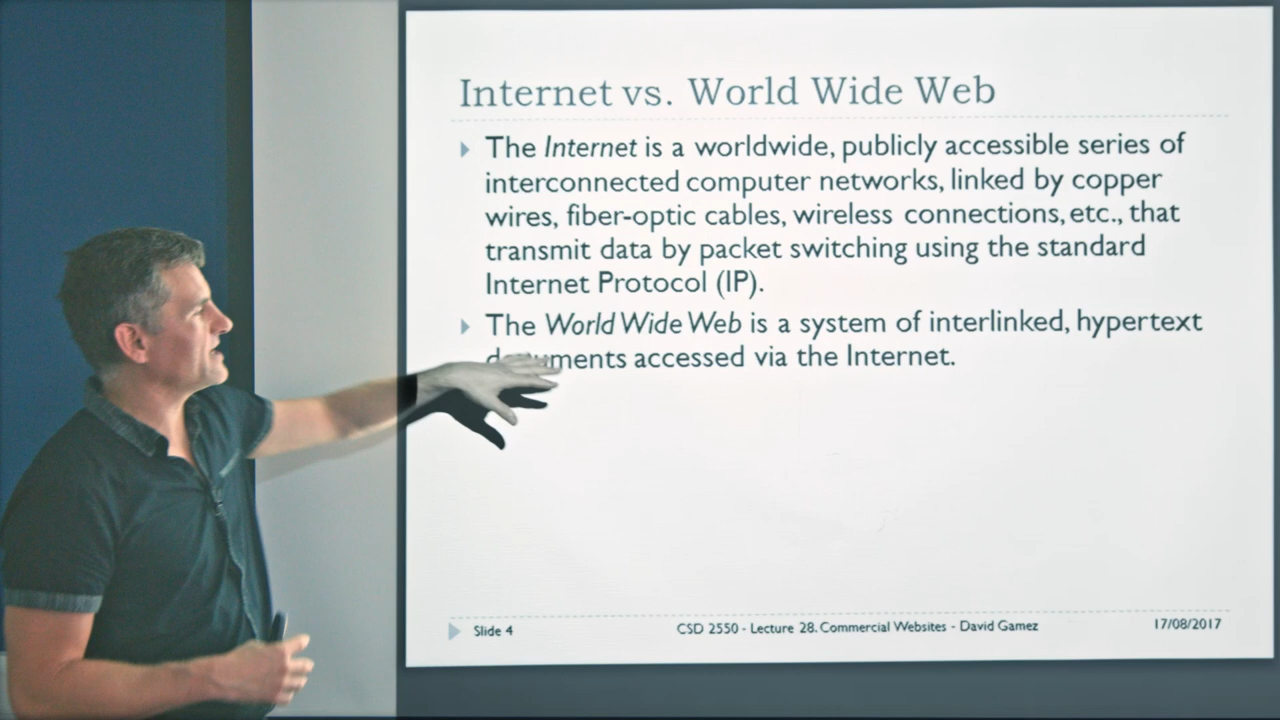 Internet vs. World Wide Web
The Internet is a worldwide, publicly accessible series of
interconnected computer networks, linked by copper
wires, fiber-optic cables, wireless connections, etc., that
transmit data by packet switching using the standard
Internet Protocol (IP).
The World Wide Web is a system of interlinked, hypertext
documents accessed via the Internet.
Slide 4
CSD 2550 - Lecture 28. Commercial Websites - David Gamez
17/08/2017